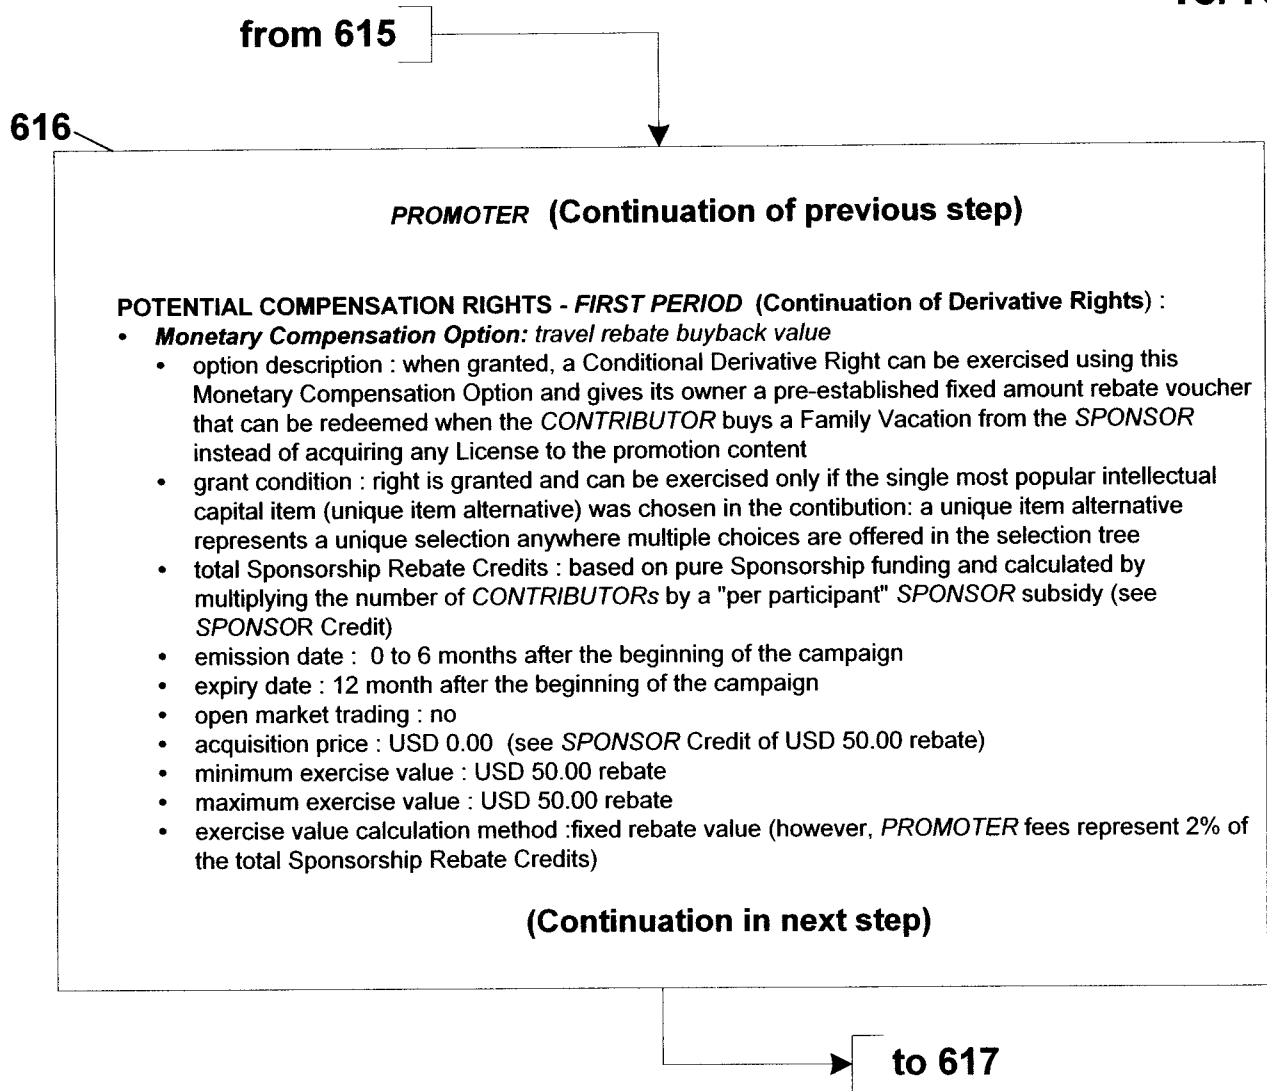 from 615
616
PROMOTER (Continuation of previous step)
POTENTIAL COMPENSATION RIGHTS - FIRST PERIOD (Continuation of Derivative Rights) :
• Monetary Compensation Option: travel rebate buyback value
• option description : when granted, a Conditional Derivative Right can be exercised using this
Monetary Compensation Option and gives its owner a pre-established fixed amount rebate voucher
that can be redeemed when the CONTRIBUTOR buys a Family Vacation from the SPONSOR
instead of acquiring any License to the promotion content
• grant condition : right is granted and can be exercised only if the single most popular intellectual
capital item (unique item alternative) was chosen in the contibution: a unique item alternative
represents a unique selection anywhere multiple choices are offered in the selection tree
• total Sponsorship Rebate Credits : based on pure Sponsorship funding and calculated by
multiplying the number of CONTRIBUTORs by a "per participant" SPONSOR subsidy (see
SPONSOR Credit)
• emission date : 0 to 6 months after the beginning of the campaign
• expiry date : 12 month after the beginning of the campaign
• open market trading : no
• acquisition price : USD 0.00 (see SPONSOR Credit of USD 50.00 rebate)
• minimum exercise value : USD 50.00 rebate
• maximum exercise value : USD 50.00 rebate
• exercise value calculation method :fixed rebate value (however, PROMOTER fees represent 2% of
the total Sponsorship Rebate Credits)
(Continuation in next step)
to 617